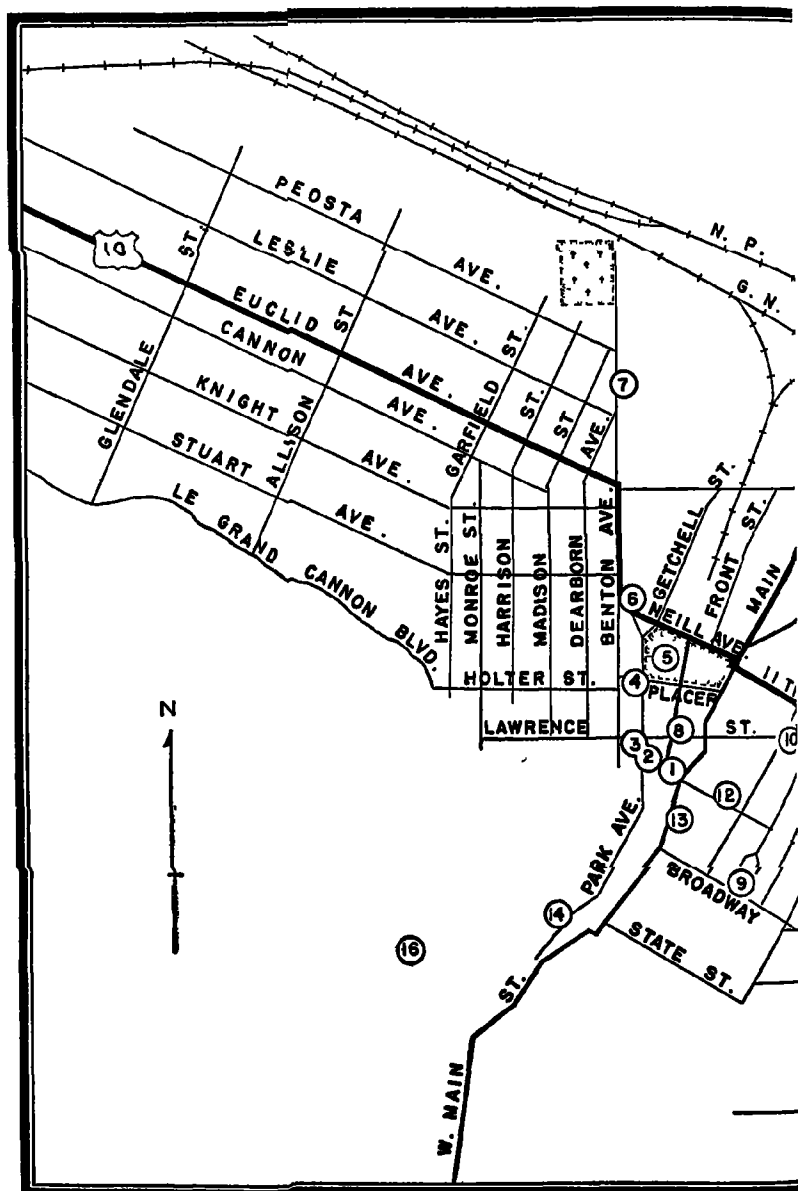 N. P.
G. N.
PEOSTA AVE.
LESLIE AVE.
10
EUCLID AVE.
CANNON AVE.
KNIGHT AVE.
STUART AVE.
LE GRAND CANNON BLVD.
GLENDALE ST.
ALLISON ST
GARFIELD ST.
ST.
ST
AVE.
7
HAYES ST.
MONROE ST.
HARRISON
MADISON
DEARBORN
BENTON AVE.
GETCHELL ST.
FRONT ST.
MAIN
6
NEILL AVE.
11 TH
5
HOLTER ST.
4
PLACER
LAWRENCE ST.
8
10
3
2
1
12
13
N
PARK AVE.
BROADWAY
9
14
STATE ST.
16
W. MAIN ST.